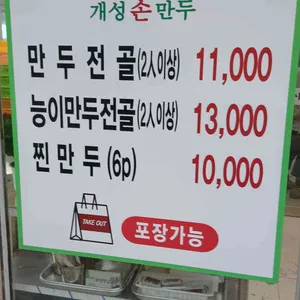 개성손만두
만두전골(2人이상) 11,000
능이만두전골(2人이상) 13,000
찐만두(6p) 10,000
TAKE OUT
포장가능